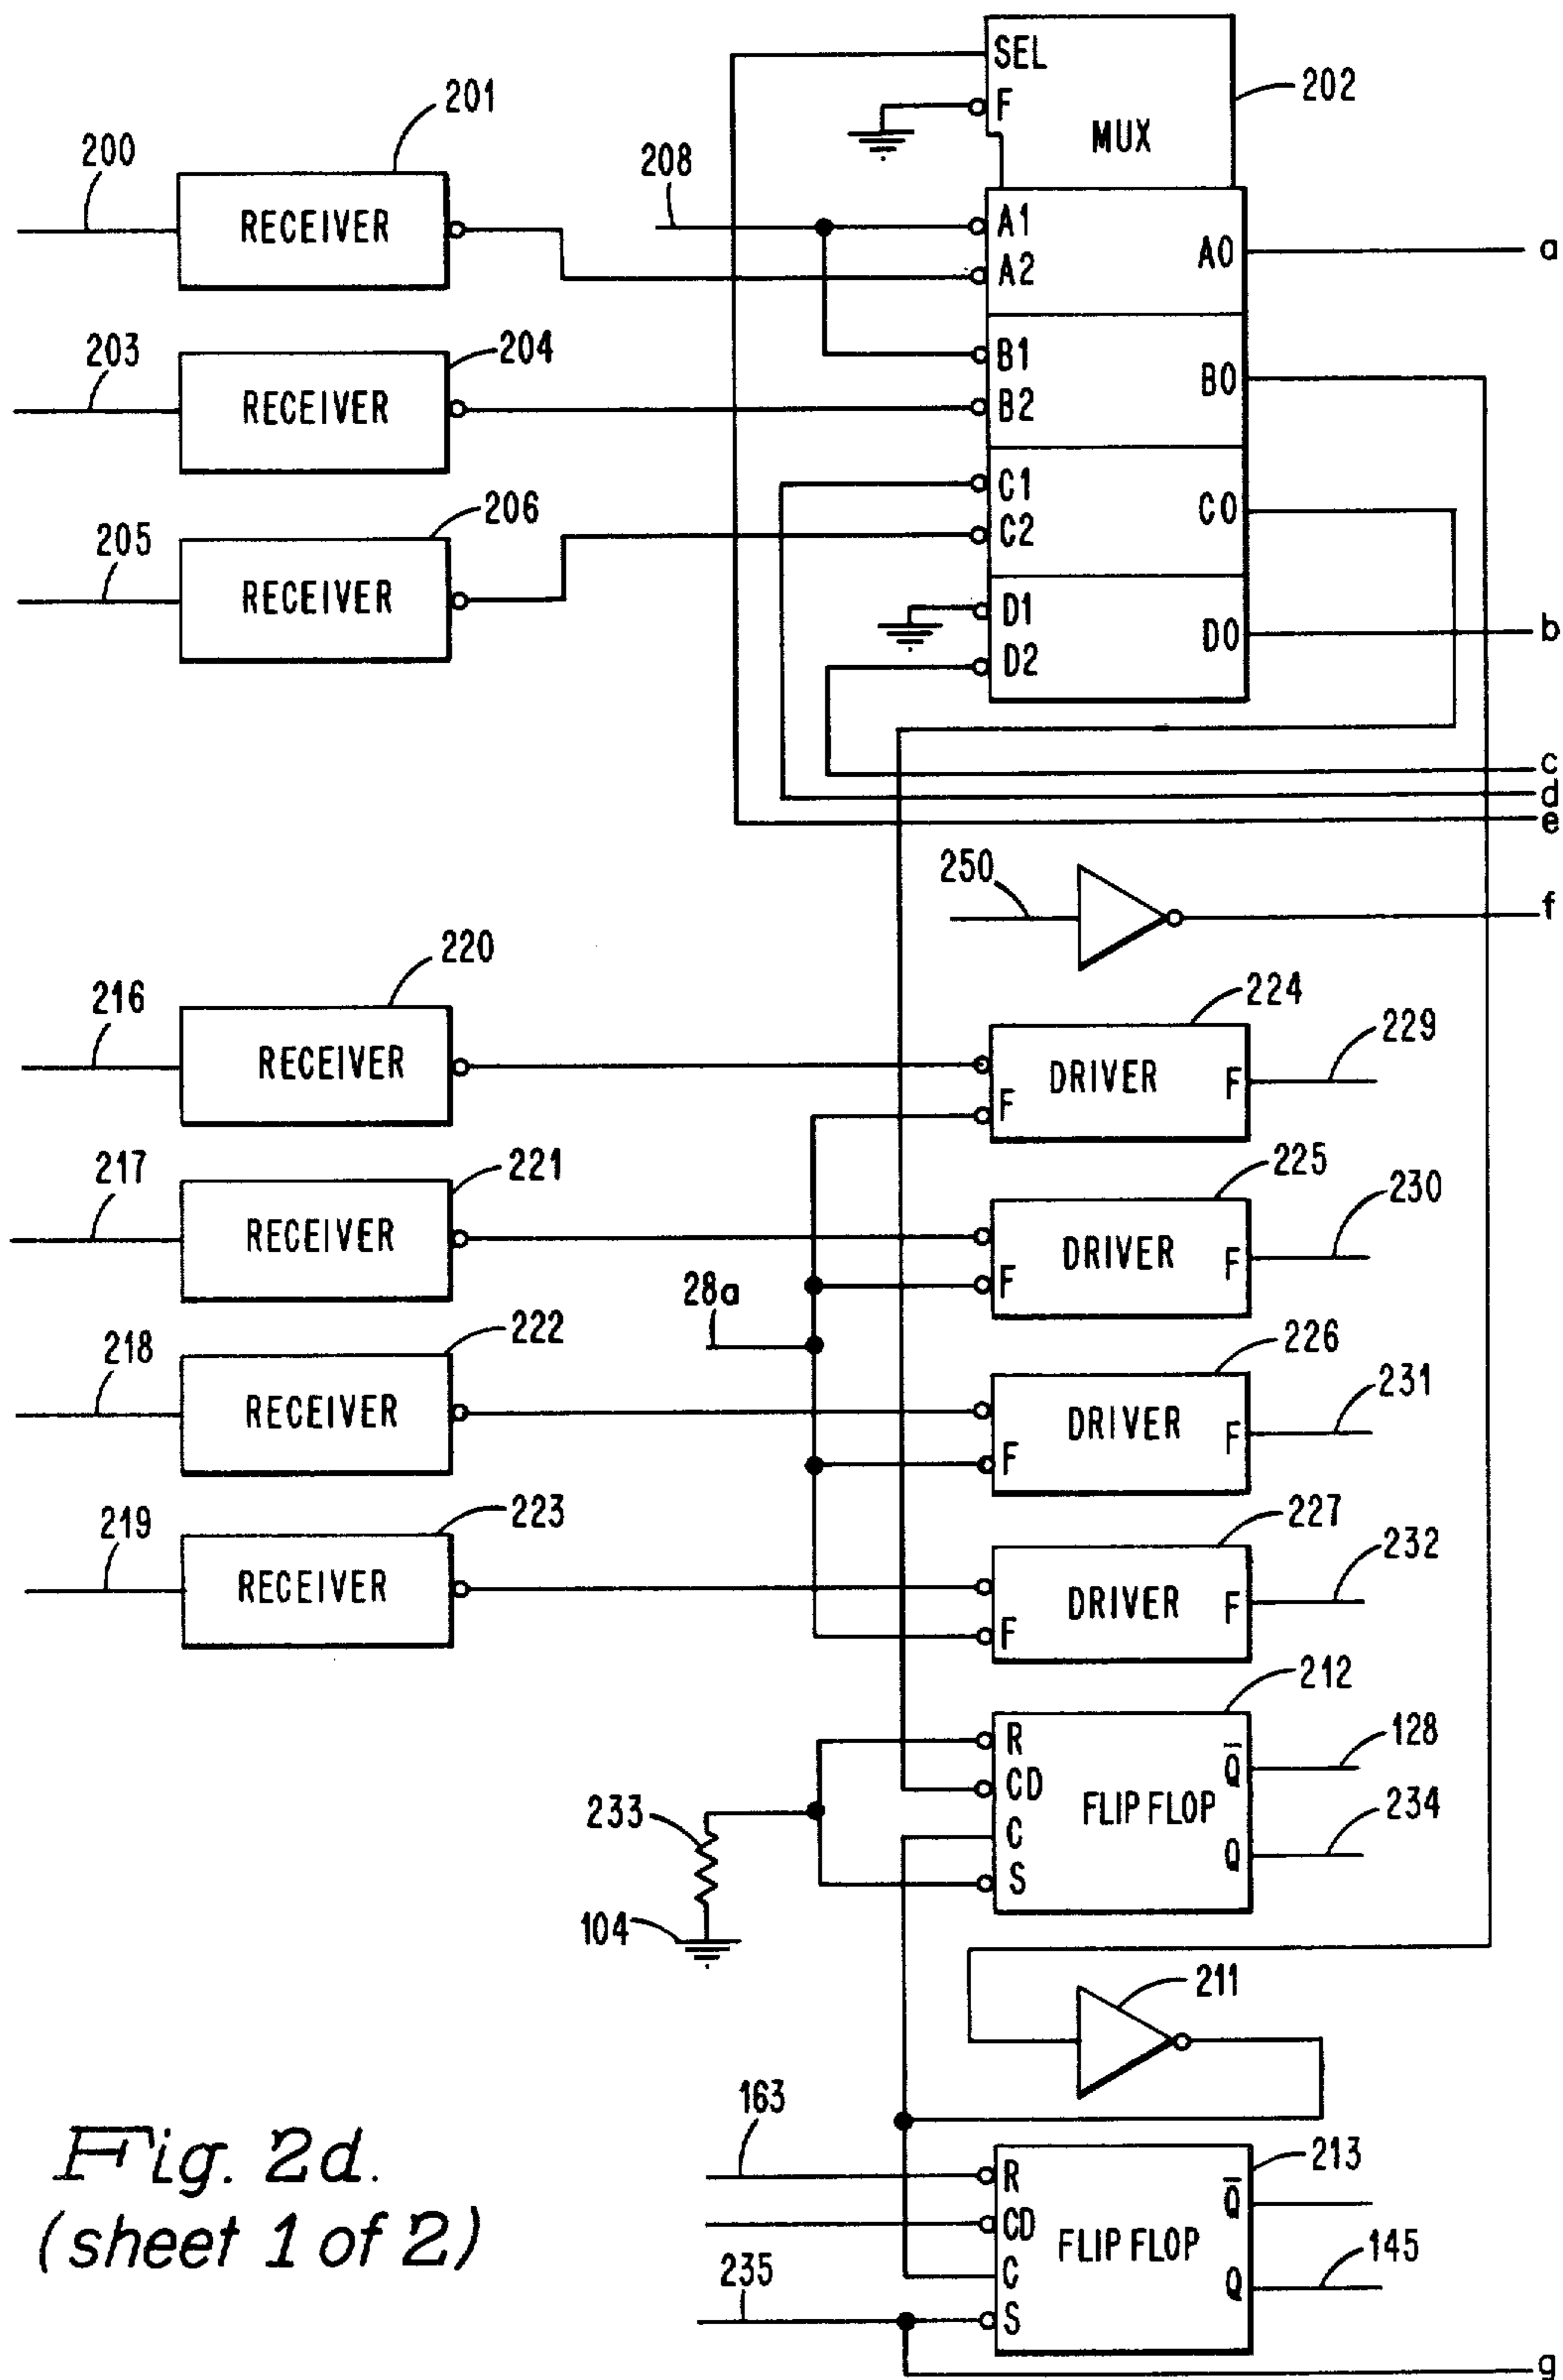 SEL
202
F
MUX
201
200
208
RECEIVER
A1
A0
a
A2
203
204
B1
B0
RECEIVER
B2
206
C1
C0
205
C2
RECEIVER
D1
D0
b
D2
c
d
e
250
f
220
216
224
229
RECEIVER
DRIVER
F
F
217
221
225
230
RECEIVER
DRIVER
F
F
28a
218
222
226
231
RECEIVER
DRIVER
F
F
219
223
227
232
RECEIVER
DRIVER
F
F
212
R
Q̅
128
CD
233
FLIP FLOP
234
C
Q
S
104
211
163
213
R
Q̅
CD
FLIP FLOP
145
235
C
Q
S
g
Fig. 2d.
(sheet 1 of 2)